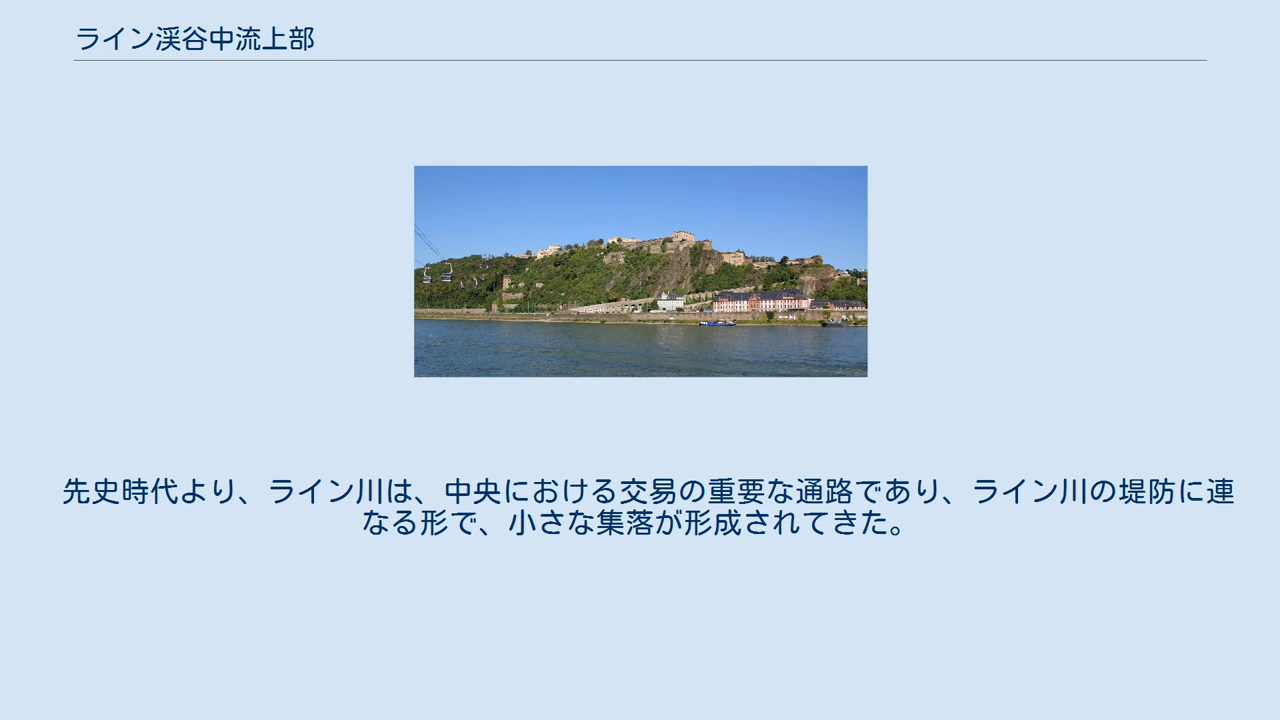 ライン渓谷中流上部
先史時代より、ライン川は、中央における交易の重要な通路であり、ライン川の堤防に連
なる形で、小さな集落が形成されてきた。